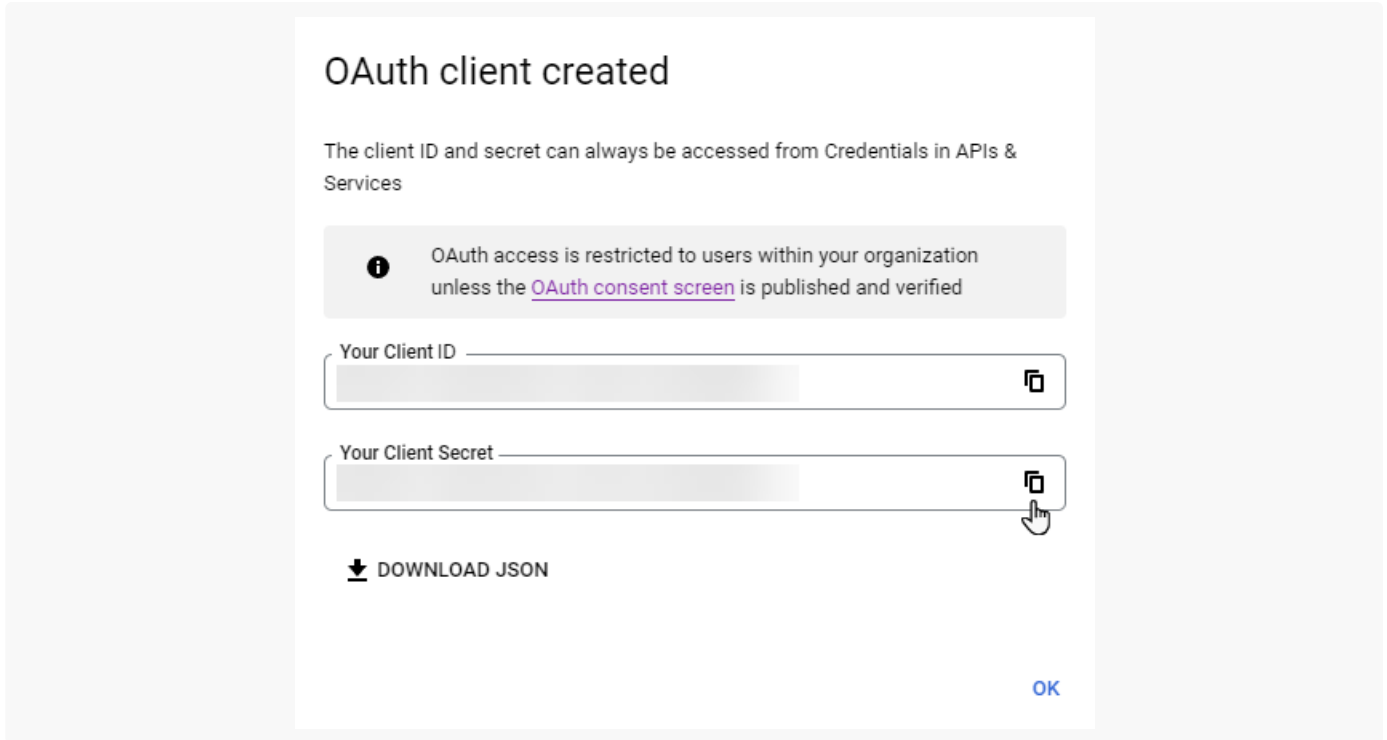 OAuth client created
The client ID and secret can always be accessed from Credentials in APIs &
Services
OAuth access is restricted to users within your organization
unless the OAuth consent screen is published and verified
Your Client ID
Your Client Secret
DOWNLOAD JSON
OK